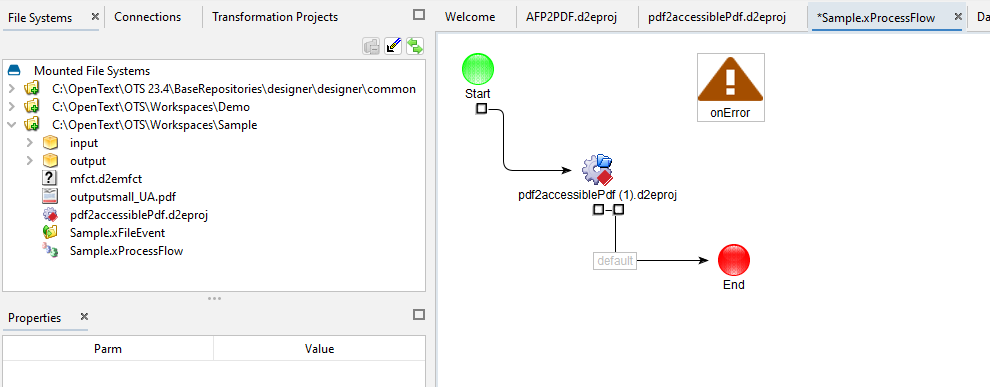 File Systems
Connections
Transformation Projects
Mounted File Systems
C:\OpenText\OTS 23.4\BaseRepositories\designer\designer\common
C:\OpenText\OTS\Workspaces\Demo
C:\OpenText\OTS\Workspaces\Sample
input
output
mfct.d2emfct
outputsmall_UA.pdf
pdf2accessiblePdf.d2eproj
Sample.xFileEvent
Sample.xProcessFlow
Properties
Parm Value
Welcome
AFP2PDF.d2eproj
pdf2accessiblePdf.d2eproj
*Sample.xProcessFlow
Da
Start
onError
pdf2accessiblePdf (1).d2eproj
default
End